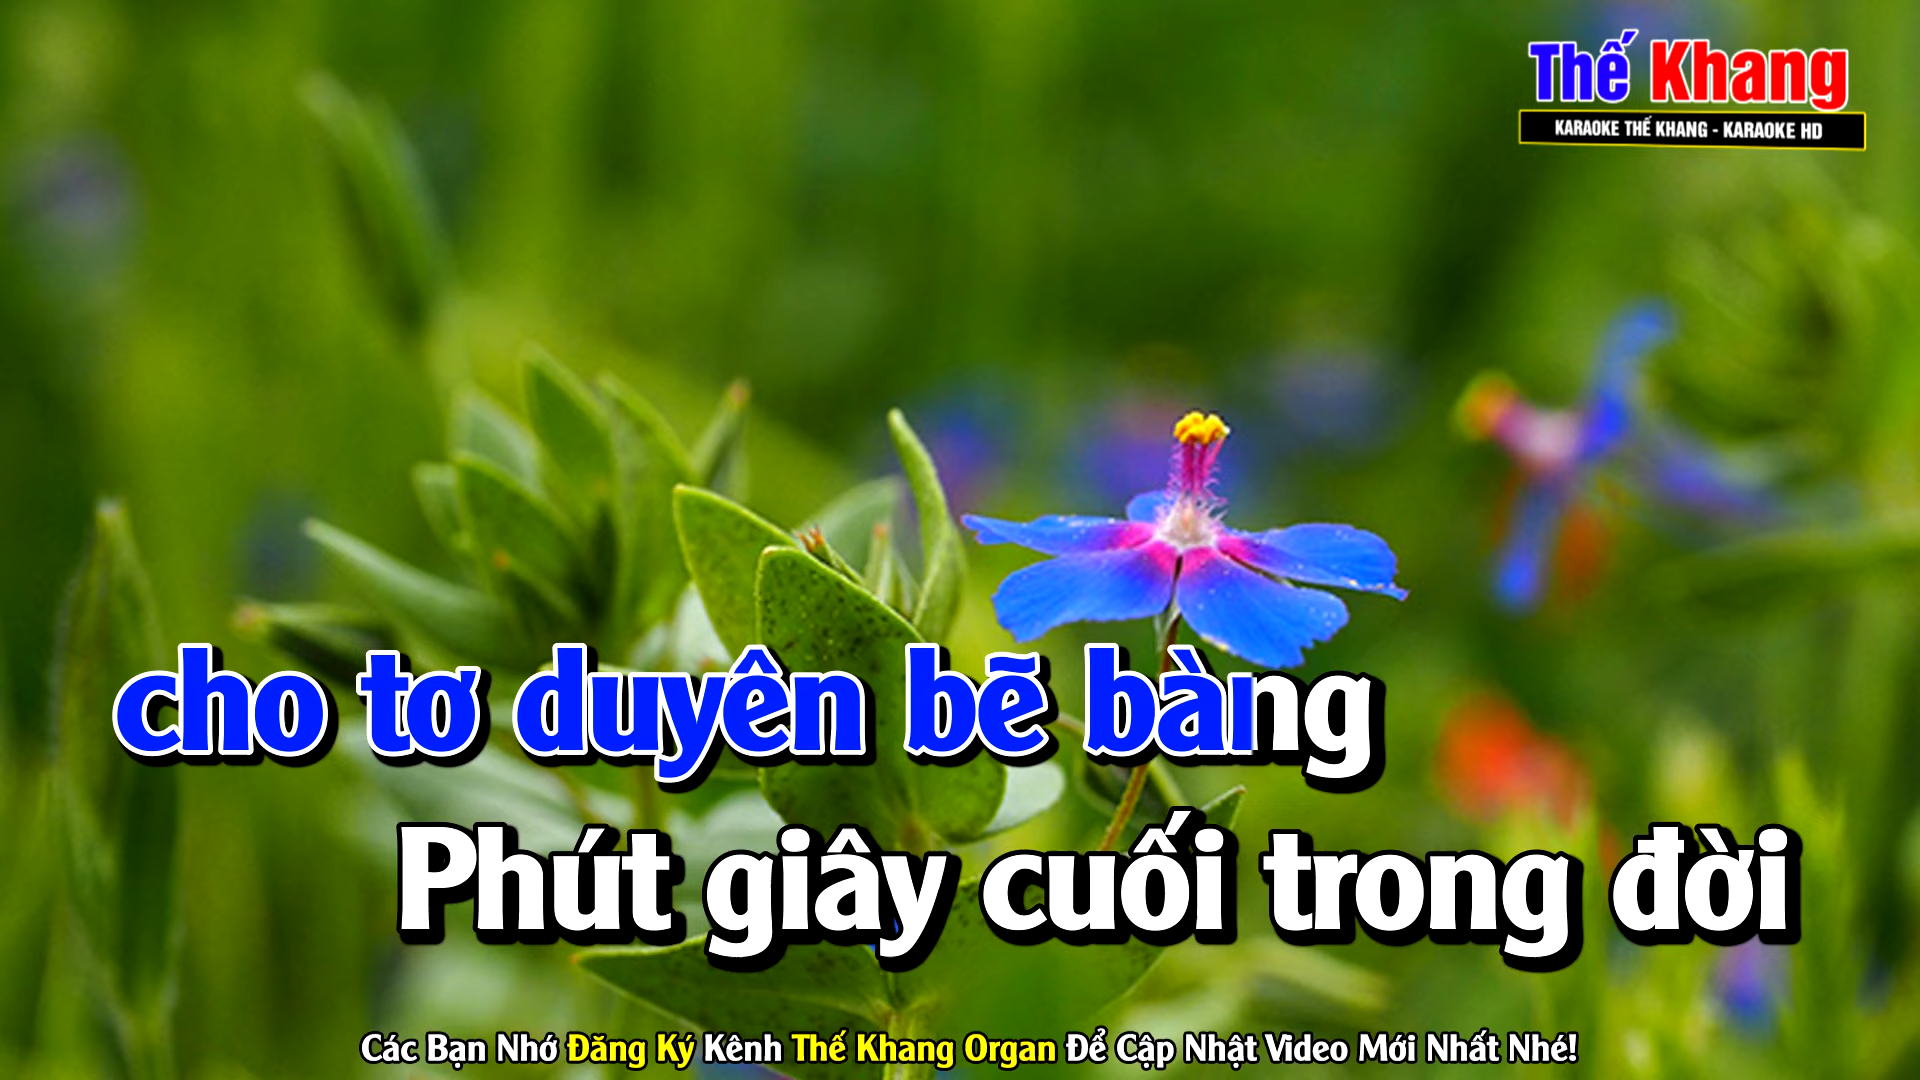 Thế Khang
KARAOKE THẾ KHANG - KARAOKE HD
cho tơ duyên bẽ bàng
Phút giây cuối trong đời
Các Bạn Nhớ Đăng Ký Kênh Thế Khang Organ Để Cập Nhật Video Mới Nhất Nhé!